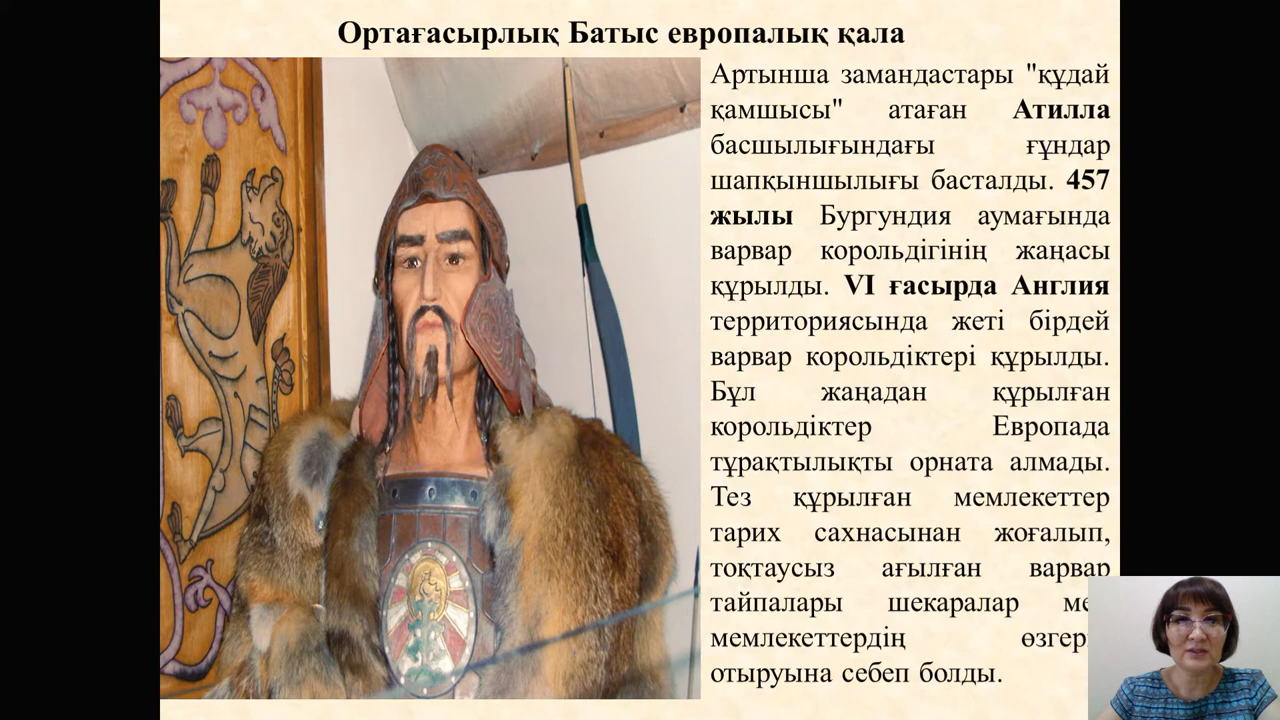 Ортағасырлық Батыс европалық қала
Артынша замандастары "құдай
қамшысы" атаған Атилла
басшылығындағы ғұндар
шапқыншылығы басталды. 457
жылы Бургундия аумағында
варвар корольдігінің жаңасы
құрылды. VI ғасырда Англия
территориясында жеті бірдей
варвар корольдіктері құрылды.
Бұл жаңадан құрылған
корольдіктер Европада
тұрақтылықты орната алмады.
Тез құрылған мемлекеттер
тарих сахнасынан жоғалып,
тоқтаусыз ағылған варвар
тайпалары шекаралар
мемлекеттердің
отыруына себеп болды.